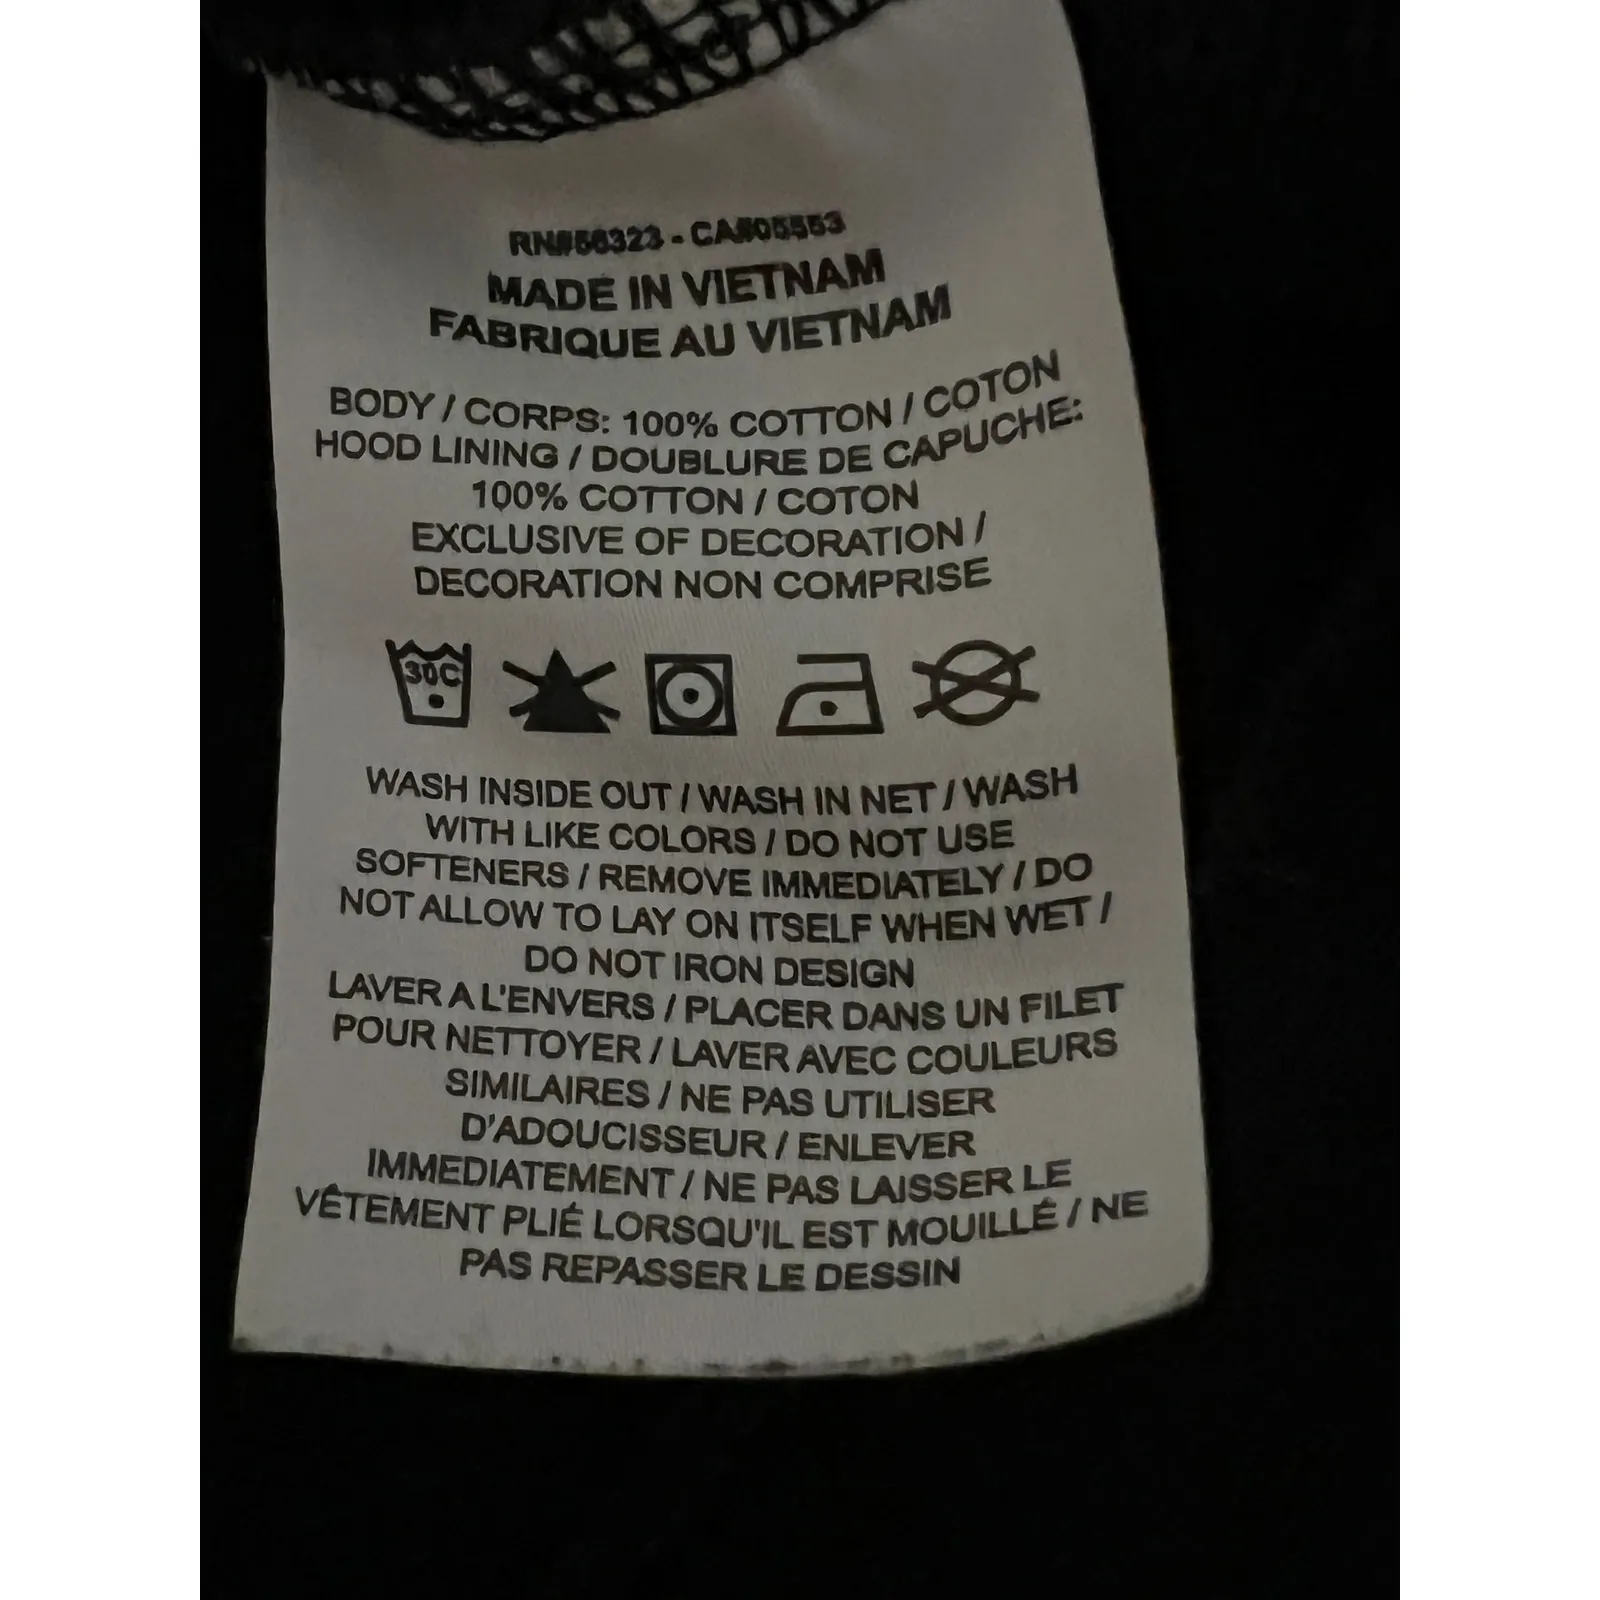 RN#56323 - CA#05553
MADE IN VIETNAM
FABRIQUE AU VIETNAM
BODY / CORPS: 100% COTTON / COTON
HOOD LINING / DOUBLURE DE CAPUCHE:
100% COTTON / COTON
EXCLUSIVE OF DECORATION /
DECORATION NON COMPRISE
30C
WASH INSIDE OUT / WASH IN NET / WASH
WITH LIKE COLORS / DO NOT USE
SOFTENERS / REMOVE IMMEDIATELY / DO
NOT ALLOW TO LAY ON ITSELF WHEN WET /
DO NOT IRON DESIGN
LAVER A L'ENVERS / PLACER DANS UN FILET
POUR NETTOYER / LAVER AVEC COULEURS
SIMILAIRES / NE PAS UTILISER
D'ADOUCISSEUR / ENLEVER
IMMEDIATEMENT / NE PAS LAISSER LE
VÊTEMENT PLIÉ LORSQU'IL EST MOUILLÉ / NE
PAS REPASSER LE DESSIN